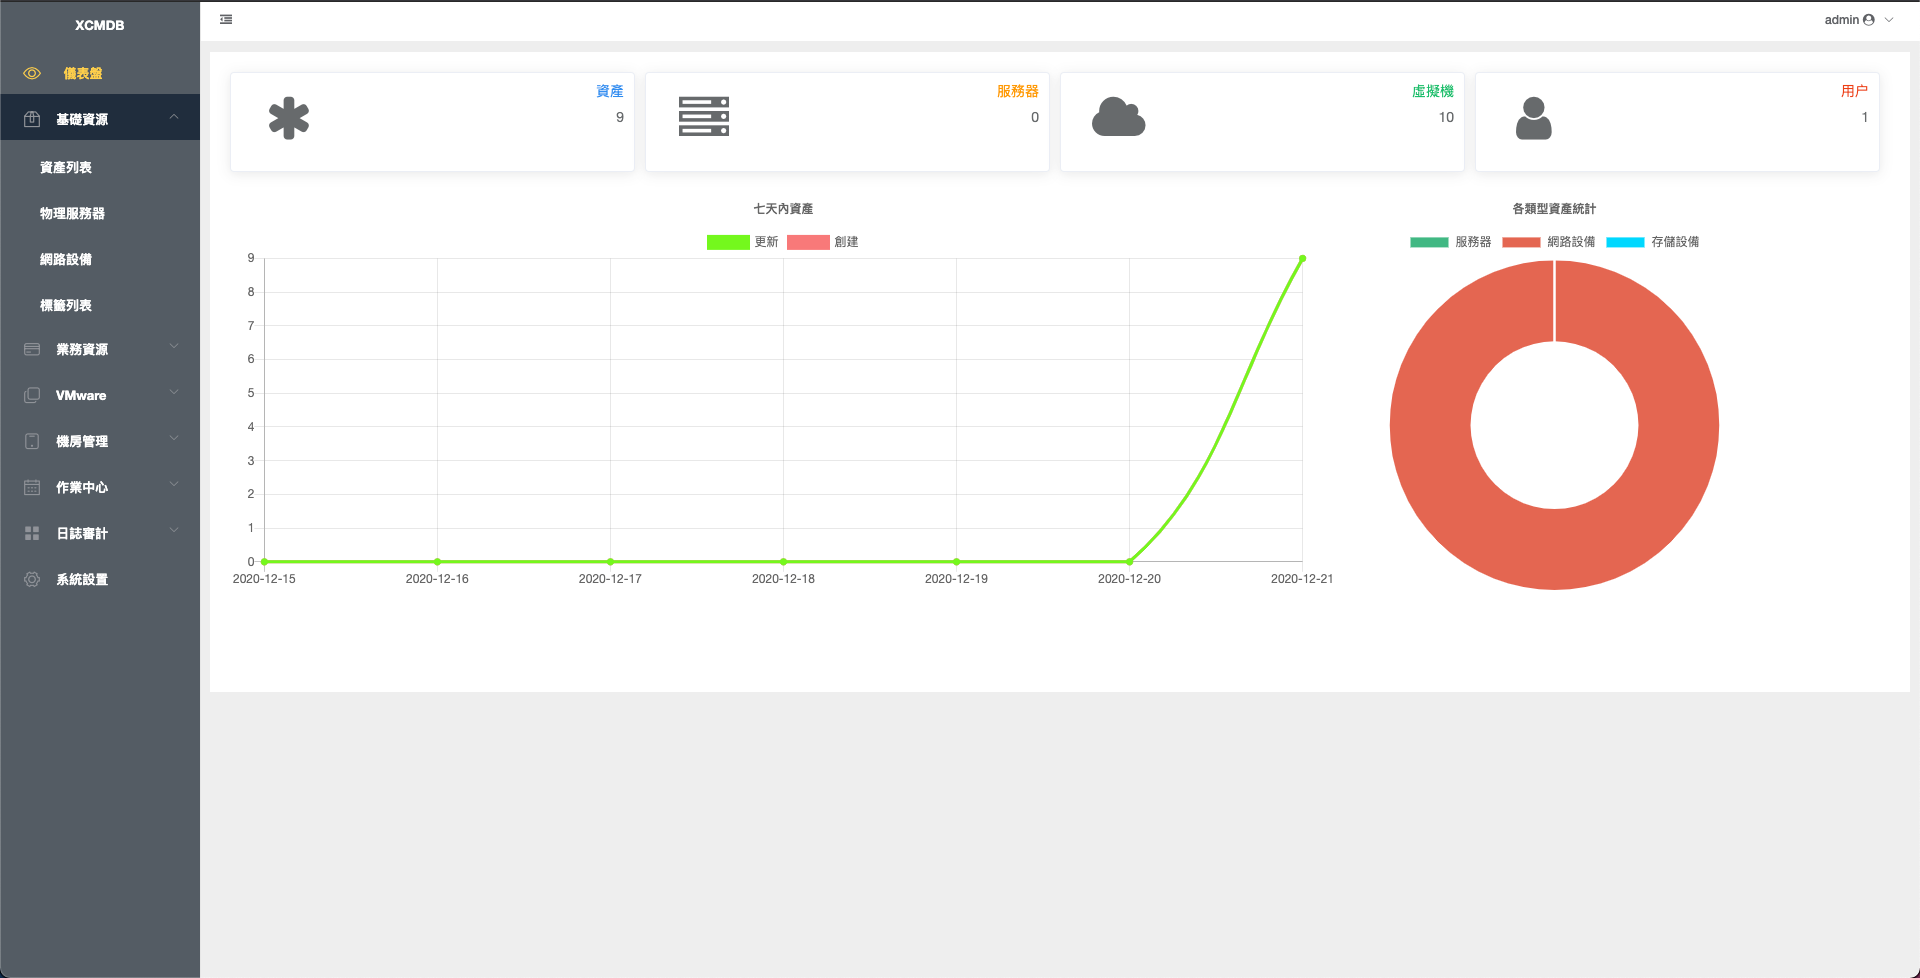 XCMDB
admin
儀表盤
基礎資源
資產列表
物理服務器
網路設備
標籤列表
業務資源
VMware
機房管理
作業中心
日誌審計
系統設置
資產
9
服務器
0
虛擬機
10
用户
1
七天內資產
更新 創建
9
8
7
6
5
4
3
2
1
0
2020-12-15 2020-12-16 2020-12-17 2020-12-18 2020-12-19 2020-12-20 2020-12-21
各類型資產統計
服務器 網路設備 存儲設備